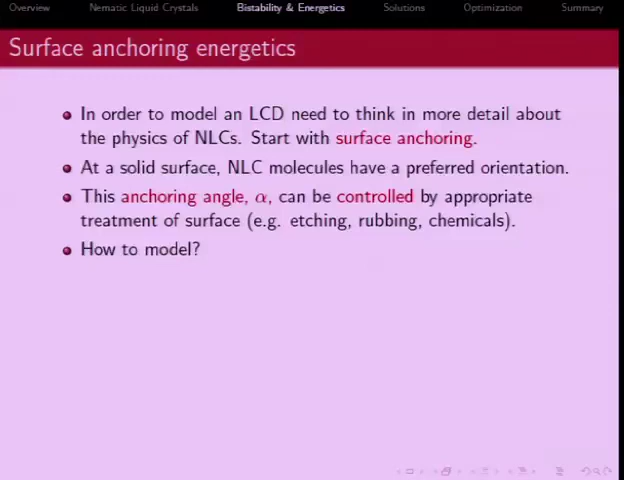 Overview Nematic Liquid Crystals Bistability & Energetics Solutions Optimization Summary
Surface anchoring energetics
In order to model an LCD need to think in more detail about
the physics of NLCs. Start with surface anchoring.
At a solid surface, NLC molecules have a preferred orientation.
This anchoring angle, α, can be controlled by appropriate
treatment of surface (e.g. etching, rubbing, chemicals).
How to model?